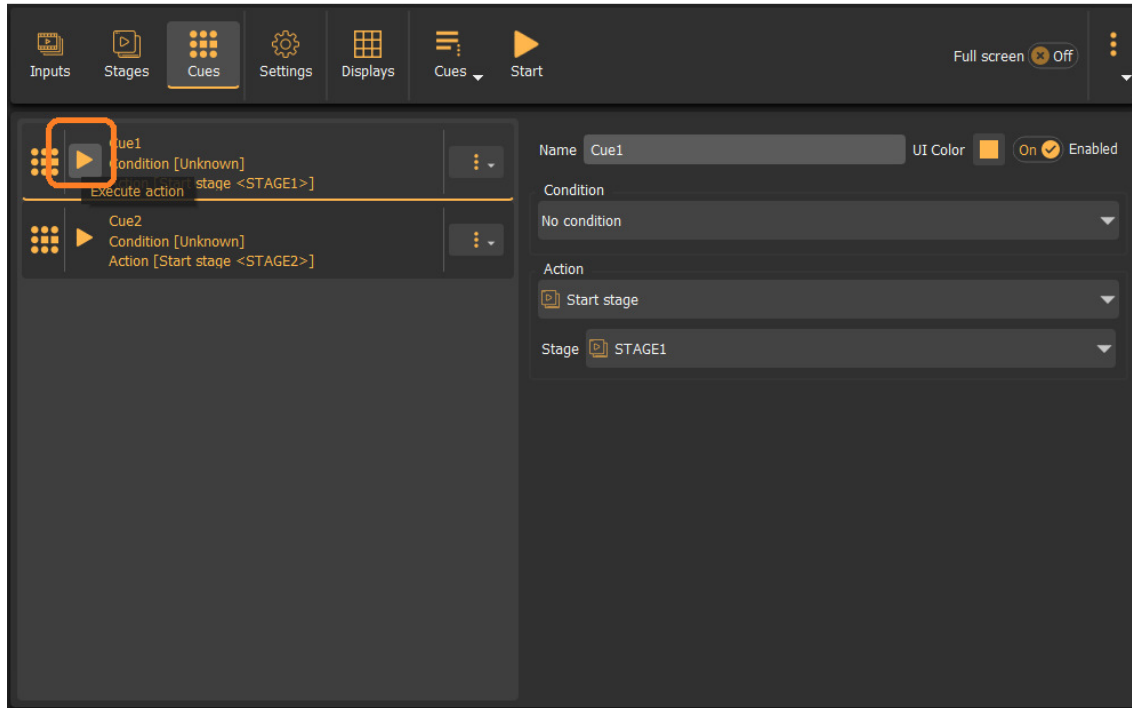 Inputs
Stages
Cues
Settings
Displays
Cues
Start
Full screen Off
Cue1
Condition [Unknown]
stage <STAGE1>]
Execute action
Cue2
Condition [Unknown]
Action [Start stage <STAGE2>]
Name Cue1 UI Color On Enabled
Condition
No condition
Action
Start stage
Stage STAGE1